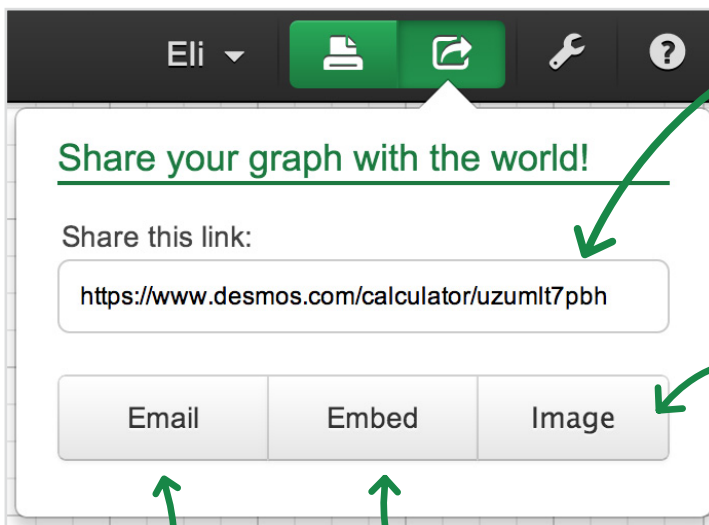 Eli
Share your graph with the world!
Share this link:
https://www.desmos.com/calculator/uzumlt7pbh
Email Embed Image